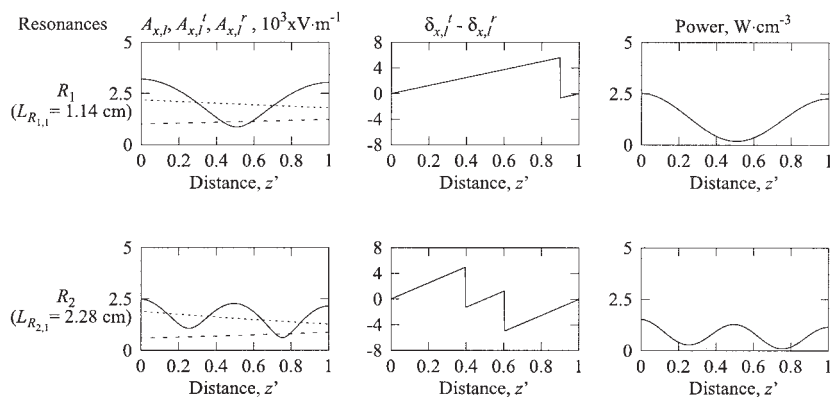 Resonances A_{x,l}, A_{x,l}^t, A_{x,l}^r , 10^3xV·m^{-1} δ_{x,l}^t - δ_{x,l}^r Power, W·cm^{-3}
5 8 5
R_1 4
2.5 0 2.5
(L_{R_{1,1}}= 1.14 cm) -4
0 -8 0
0 0.2 0.4 0.6 0.8 1 0 0.2 0.4 0.6 0.8 1 0 0.2 0.4 0.6 0.8 1
Distance, z' Distance, z' Distance, z'
5 8 5
R_2 4
2.5 0 2.5
(L_{R_{2,1}}= 2.28 cm) -4
0 -8 0
0 0.2 0.4 0.6 0.8 1 0 0.2 0.4 0.6 0.8 1 0 0.2 0.4 0.6 0.8 1
Distance, z' Distance, z' Distance, z'